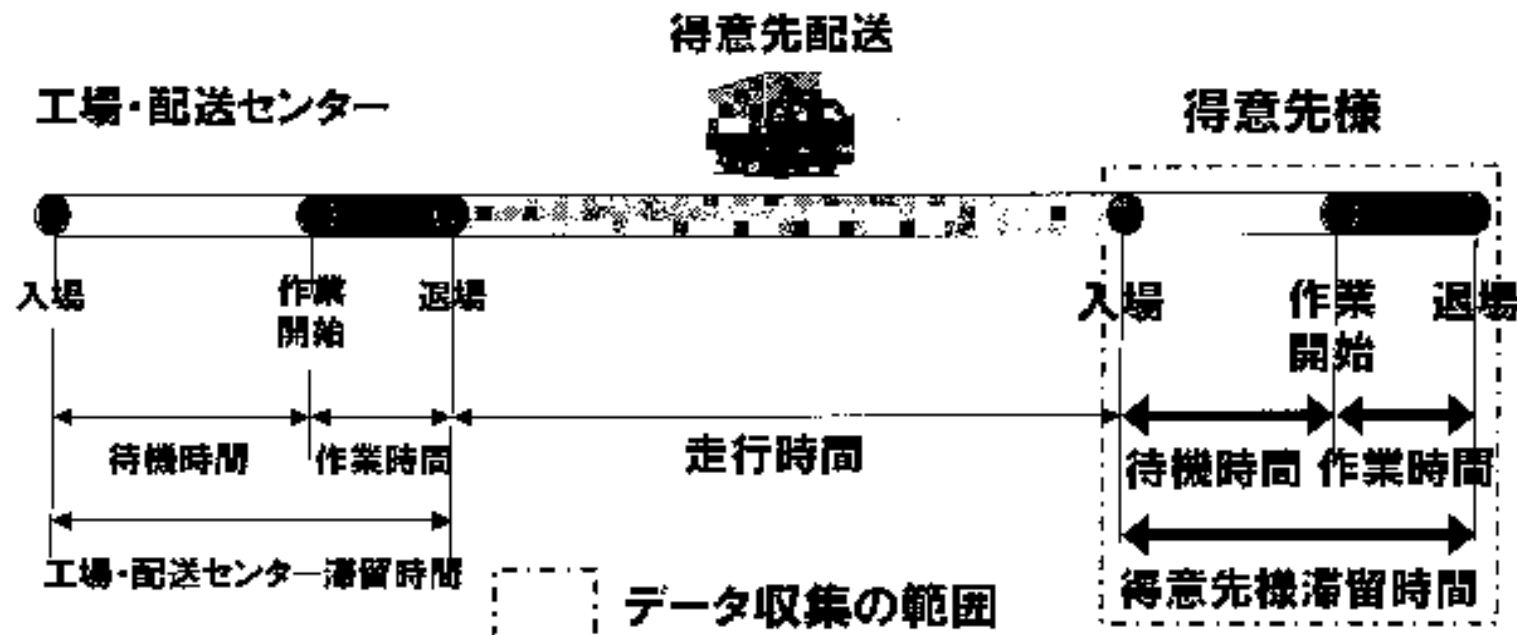 得意先配送
工場・配送センター
得意先様
入場
作業
開始
退場
入場
作業
開始
退場
待機時間
作業時間
走行時間
待機時間
作業時間
工場・配送センター滞留時間
得意先様滞留時間
データ収集の範囲